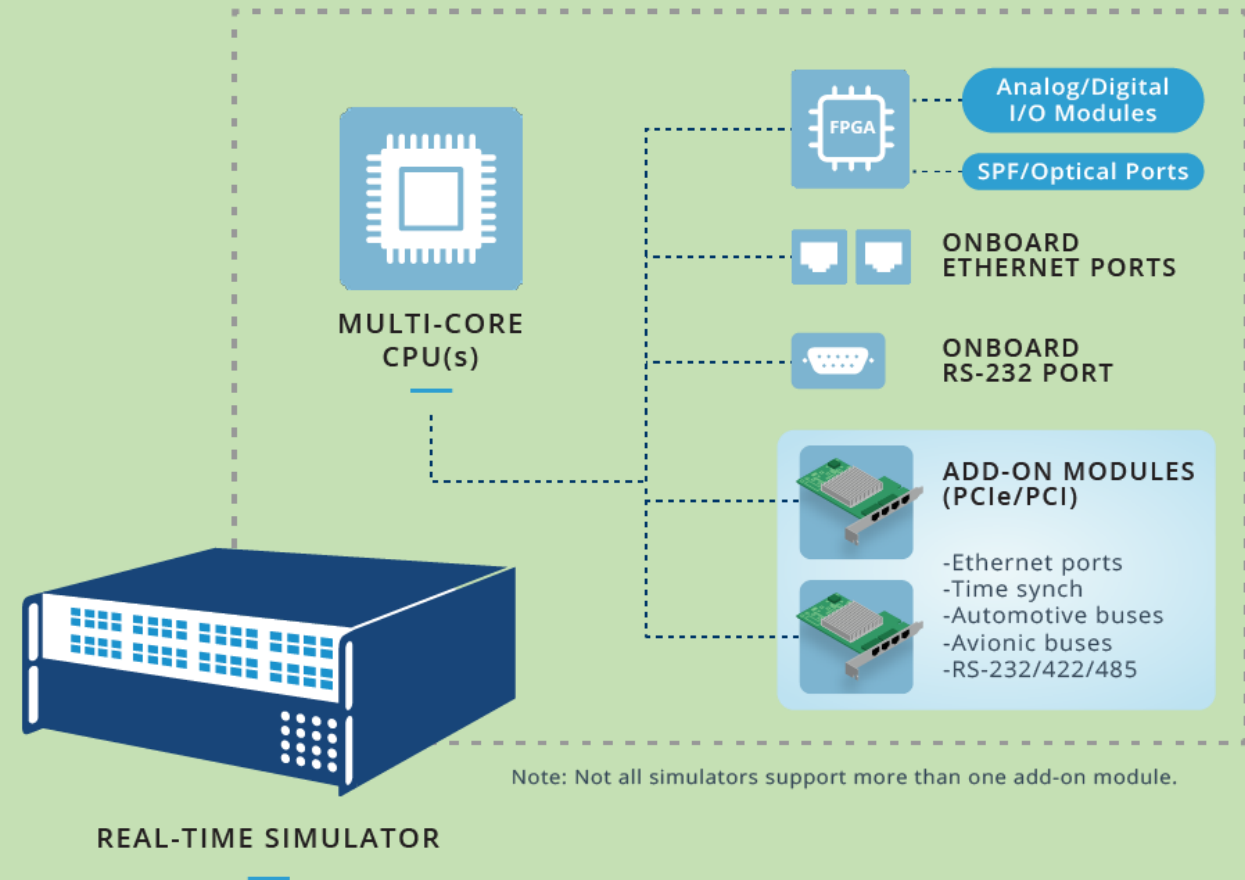 FPGA
Analog/Digital
I/O Modules
SPF/Optical Ports
MULTI-CORE
CPU(s)
ONBOARD
ETHERNET PORTS
ONBOARD
RS-232 PORT
ADD-ON MODULES
(PCIe/PCI)
-Ethernet ports
-Time synch
-Automotive buses
-Avionic buses
-RS-232/422/485
Note: Not all simulators support more than one add-on module.
REAL-TIME SIMULATOR